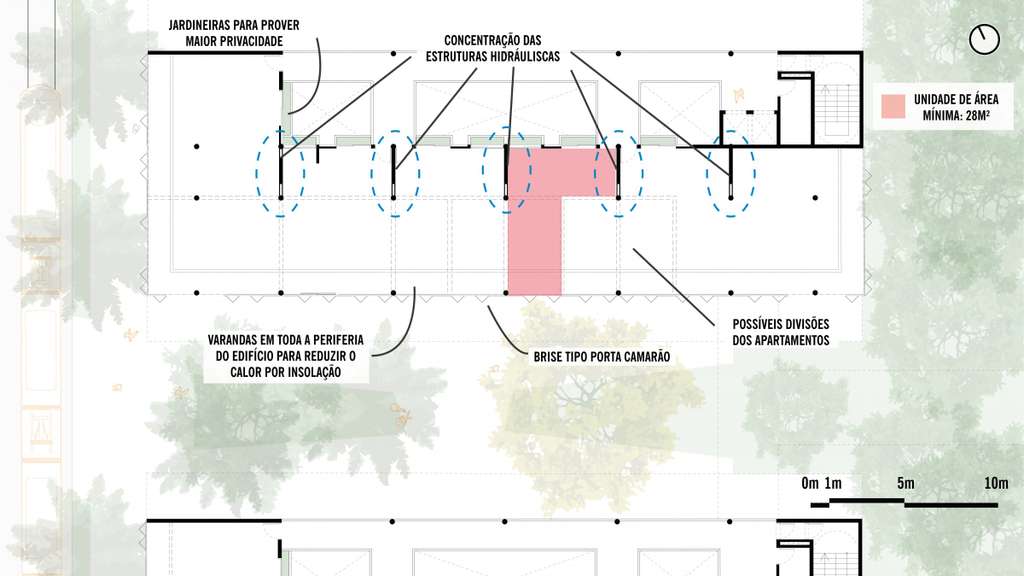 JARDINEIRAS PARA PROVER
MAIOR PRIVACIDADE
CONCENTRAÇÃO DAS
ESTRUTURAS HIDRÁULISCAS
UNIDADE DE ÁREA
MÍNIMA: 28M²
VARANDAS EM TODA A PERIFERIA
DO EDIFÍCIO PARA REDUZIR O
CALOR POR INSOLAÇÃO
BRISE TIPO PORTA CAMARÃO
POSSÍVEIS DIVISÕES
DOS APARTAMENTOS
0m 1m 5m 10m